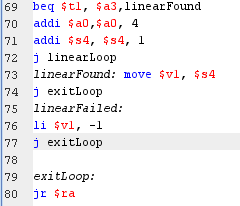 69 beq $t1, $a3,linearFound
70 addi $a0,$a0, 4
71 addi $s4, $s4, 1
72 j linearLoop
73 linearFound: move $v1, $s4
74 j exitLoop
75 linearFailed:
76 li $v1, -1
77 j exitLoop
78
79 exitLoop:
80 jr $ra